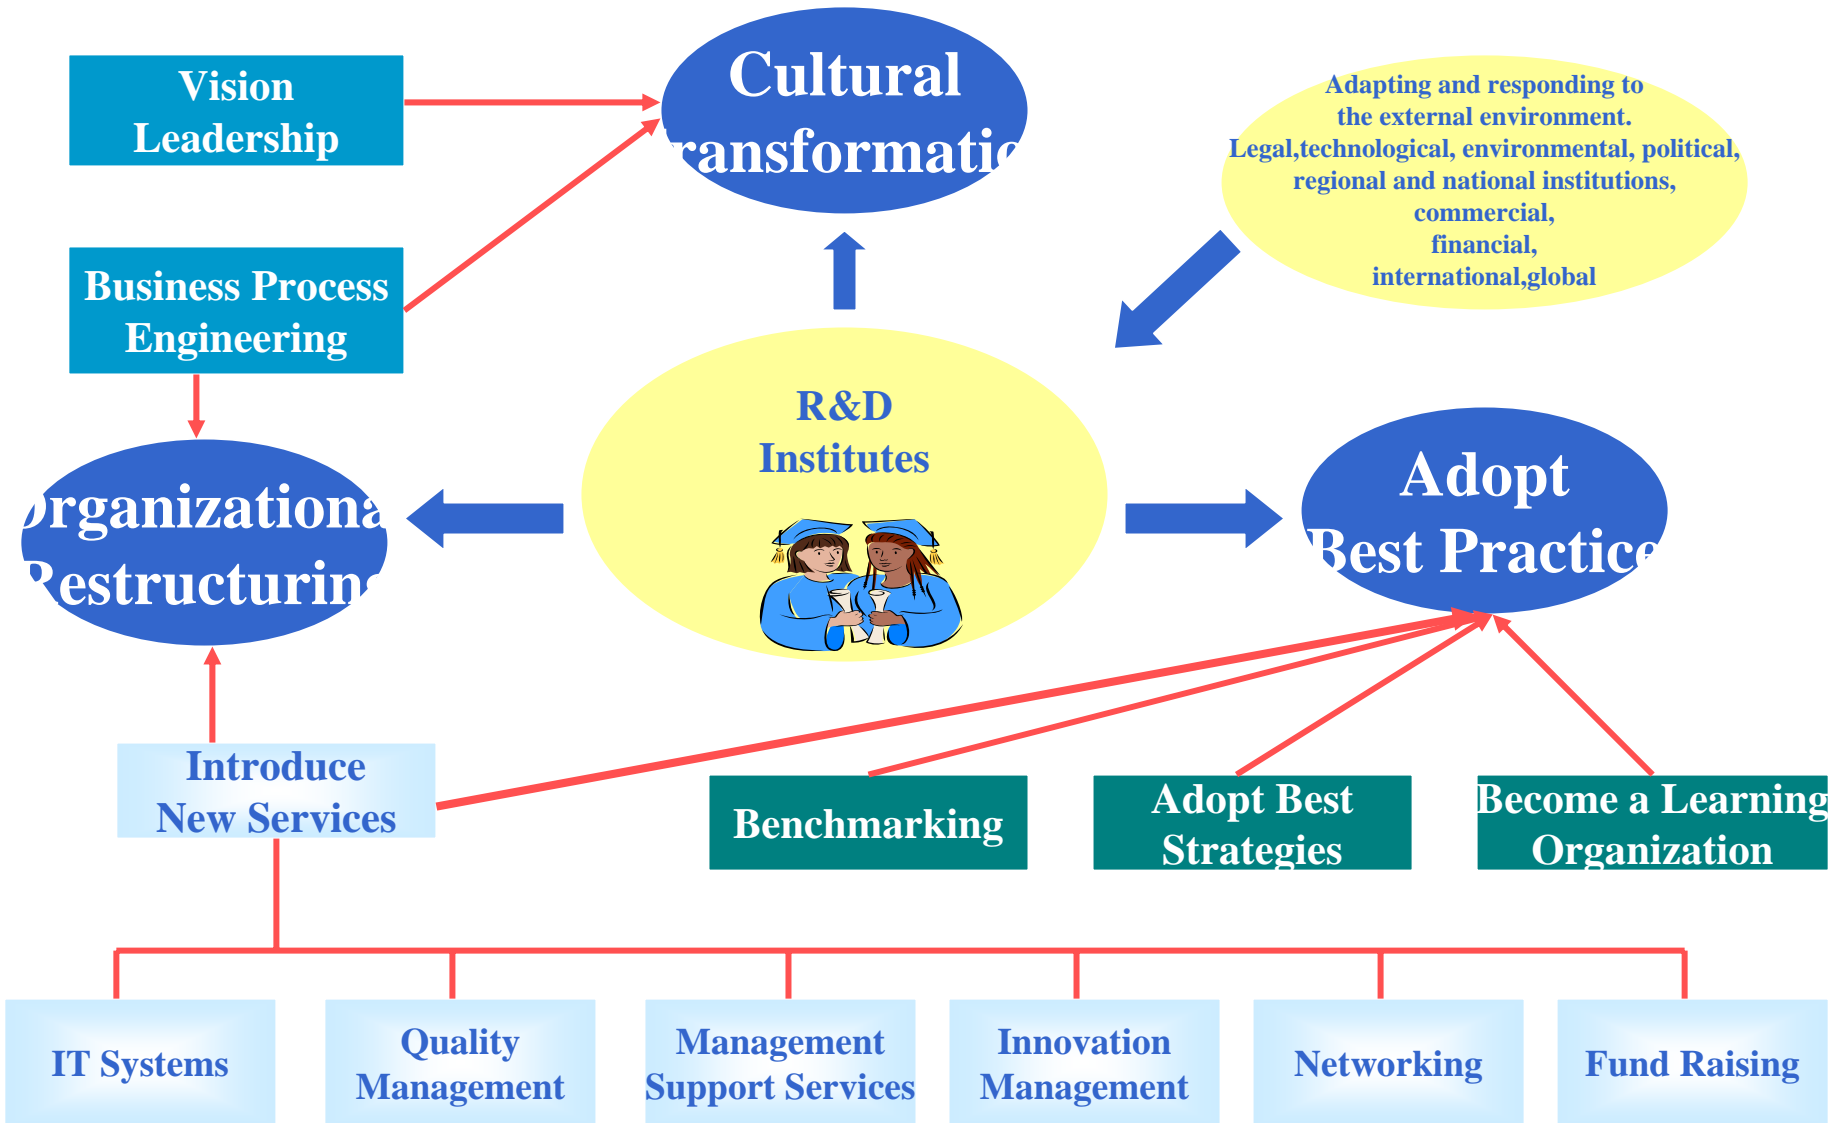 Vision
Leadership
Cultural
ransformatio
Adapting and responding to
the external environment.
Legal,technological, environmental, political,
regional and national institutions,
commercial,
financial,
international,global
Business Process
Engineering
R&D
Institutes
Organizational
Restructuring
Adopt
Best Practice
Introduce
New Services
Benchmarking
Adopt Best
Strategies
Become a Learning
Organization
IT Systems
Quality
Management
Management
Support Services
Innovation
Management
Networking
Fund Raising